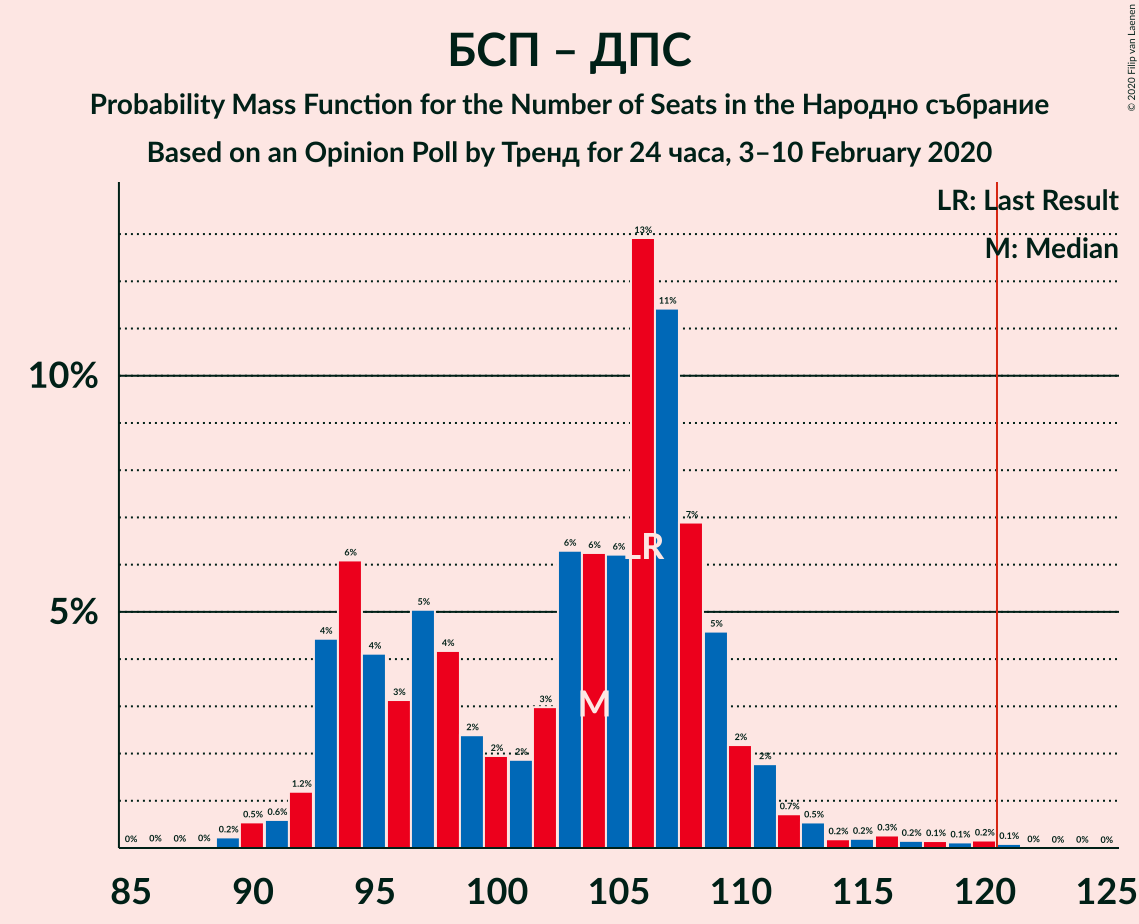 БСП – ДПС
Probability Mass Function for the Number of Seats in the Народно събрание
Based on an Opinion Poll by Тренд for 24 часа, 3–10 February 2020
© 2020 Filip van Laenen
LR: Last Result
M: Median
10%
5%
0% 0% 0% 0% 0.2% 0.5% 0.6% 1.2% 4% 6% 4% 3% 5% 4% 2% 2% 2% 3% 6% 6% 6% 13% 11% 7% 5% 2% 2% 0.7% 0.5% 0.2% 0.2% 0.3% 0.2% 0.1% 0.1% 0.2% 0.1% 0% 0% 0% 0%
LR
M
85 90 95 100 105 110 115 120 125